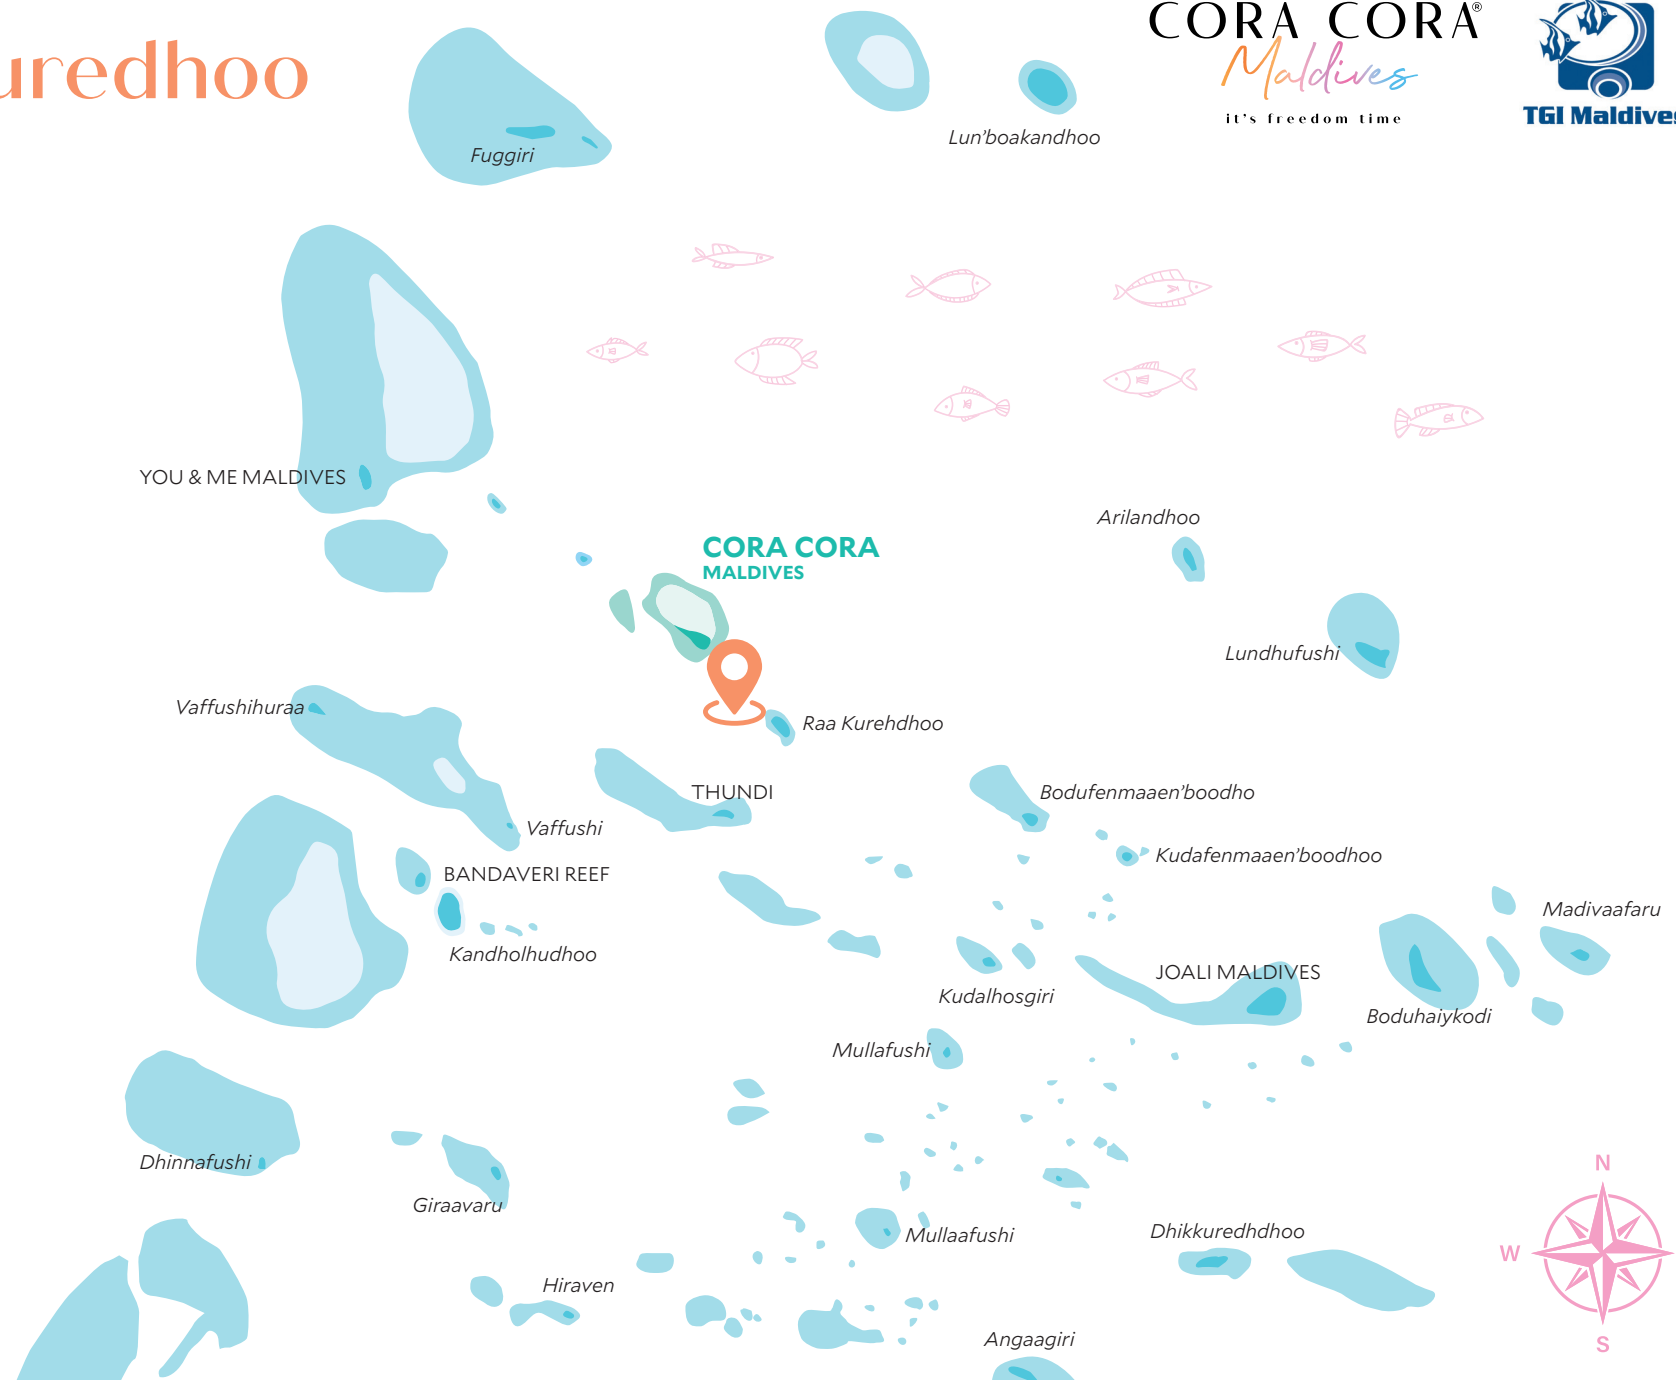 uredhoo
CORA CORA®
Maldives
it's freedom time
TGI Maldives
Fuggiri
Lun'boakandhoo
YOU & ME MALDIVES
Arilandhoo
CORA CORA
MALDIVES
Lundhufushi
Vaffushihuraa
Raa Kurehdhoo
THUNDI
Bodufenmaaen'boodho
Vaffushi
Kudafenmaaen'boodhoo
BANDAVERI REEF
Madivaafaru
Kandholhudhoo
JOALI MALDIVES
Kudalhosgiri
Boduhaiykodi
Mullafushi
Dhinnafushi
Giraavaru
N
Mullaafushi
Dhikkuredhdhoo
W
Hiraven
Angaagiri
S